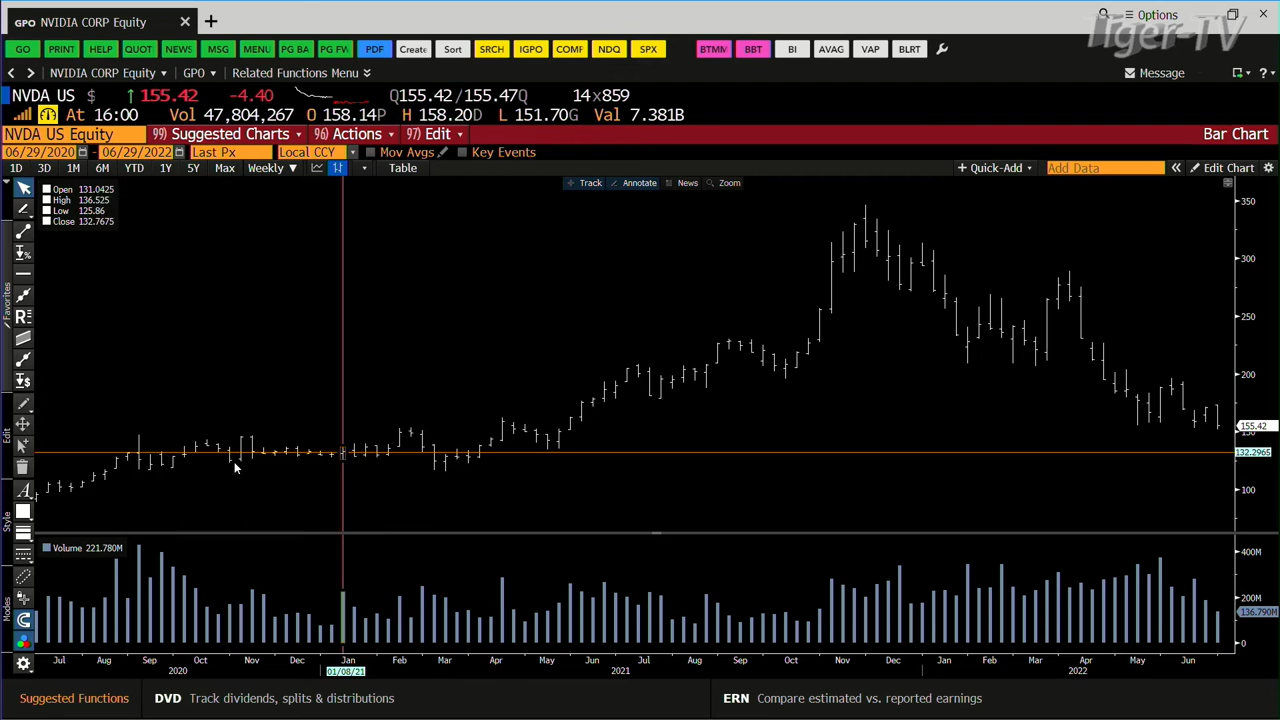 GPO NVIDIA CORP Equity × +
Options
Tiger-TV
GO PRINT HELP QUOT NEWS MSG MENU PG BA PG FW PDF Create Sort SRCH IGPO COMF NDQ SPX BTMM BBT BI AVAG VAP BLRT
NVIDIA CORP Equity GPO Related Functions Menu Message ?
NVDA US $ ↑ 155.42 -4.40 Q155.42/155.47Q 14x859
At 16:00 Vol 47,804,267 O 158.14P H 158.20D L 151.70G Val 7.381B
NVDA US Equity 99) Suggested Charts 96) Actions 97) Edit Bar Chart
06/29/2020 - 06/29/2022 Last Px Local CCY Mov Avgs Key Events
1D 3D 1M 6M YTD 1Y 5Y Max Weekly ▼ Table + Quick-Add Add Data « Edit Chart
Track Annotate News Zoom
Open 131.0425
High 136.525
Low 125.86
Close 132.7675
Favorites
Edit
Style
Modes
350
300
250
200
155.42
150
132.2965
100
Volume 221.780M
400M
200M
136.790M
0
Jul Aug Sep Oct Nov Dec Jan Feb Mar Apr May Jun Jul Aug Sep Oct Nov Dec Jan Feb Mar Apr May Jun
2020 01/08/21 2021 2022
Suggested Functions DVD Track dividends, splits & distributions ERN Compare estimated vs. reported earnings